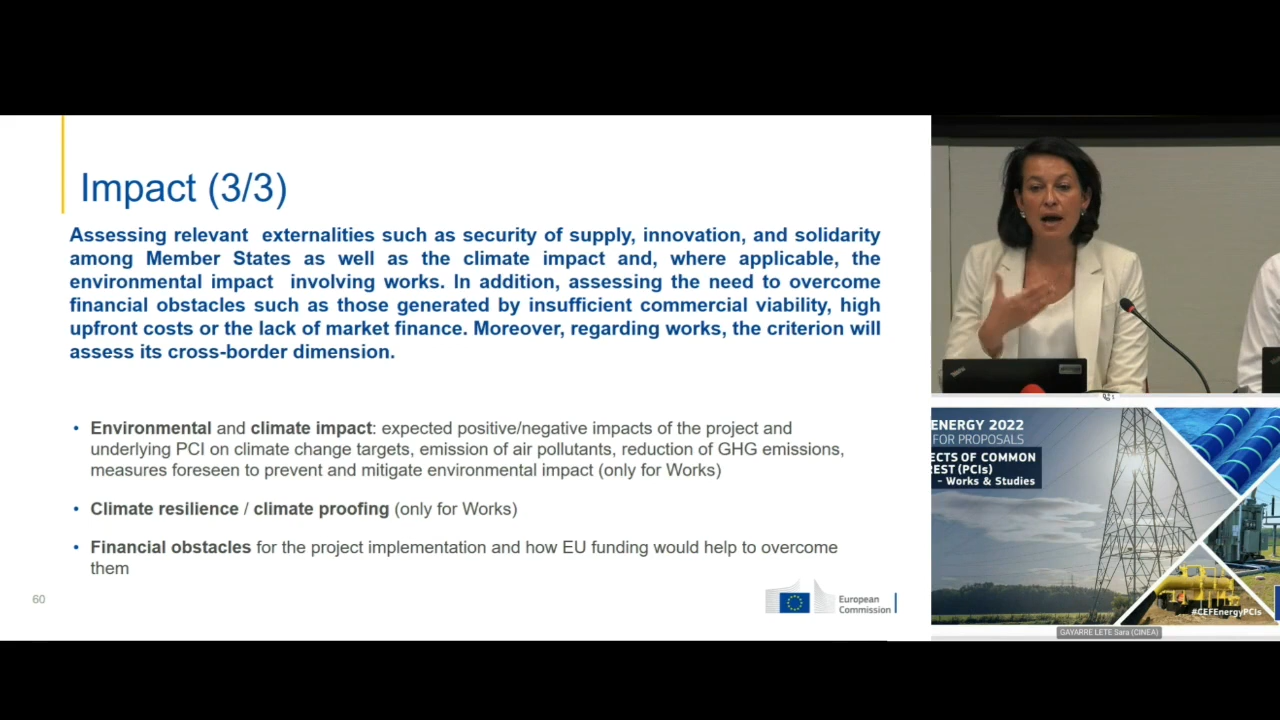 Impact (3/3)
Assessing relevant externalities such as security of supply, innovation, and solidarity
among Member States as well as the climate impact and, where applicable, the
environmental impact involving works. In addition, assessing the need to overcome
financial obstacles such as those generated by insufficient commercial viability, high
upfront costs or the lack of market finance. Moreover, regarding works, the criterion will
assess its cross-border dimension.
• Environmental and climate impact: expected positive/negative impacts of the project and
underlying PCI on climate change targets, emission of air pollutants, reduction of GHG emissions,
measures foreseen to prevent and mitigate environmental impact (only for Works)
• Climate resilience / climate proofing (only for Works)
• Financial obstacles for the project implementation and how EU funding would help to overcome
them
60
European
Commission
ENERGY 2022
FOR PROPOSALS
ECTS OF COMMON
REST (PCIs)
- Works & Studies
#CEFEnergyPCIs
GAYARRE LETE Sara (CINEA)